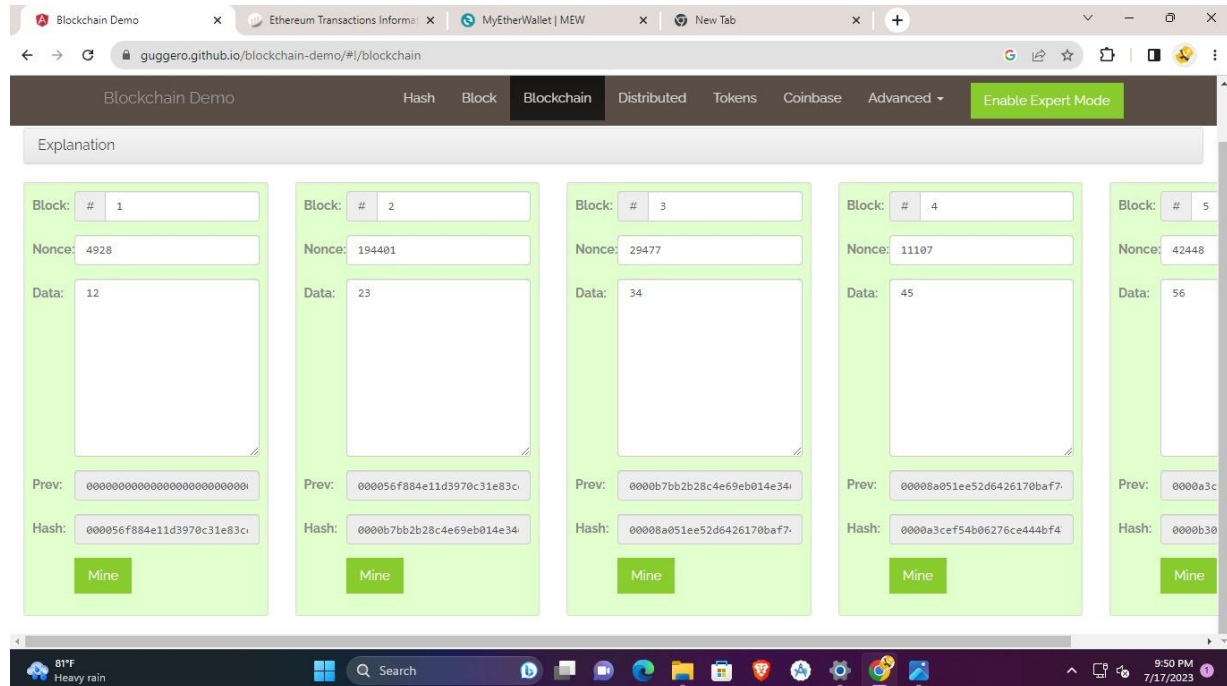 Blockchain Demo
Ethereum Transactions Informat
MyEtherWallet | MEW
New Tab
guggero.github.io/blockchain-demo/#!/blockchain
Blockchain Demo Hash Block Blockchain Distributed Tokens Coinbase Advanced Enable Expert Mode
Explanation
Block: # 1
Nonce: 4928
Data: 12
Prev: 00000000000000000000000000
Hash: 000056f884e11d3970c31e83c
Mine
Block: # 2
Nonce: 194401
Data: 23
Prev: 000056f884e11d3970c31e83c
Hash: 0000b7bb2b28c4e69eb014e34
Mine
Block: # 3
Nonce: 29477
Data: 34
Prev: 0000b7bb2b28c4e69eb014e34
Hash: 00008a051ee52d6426170baf7
Mine
Block: # 4
Nonce: 11107
Data: 45
Prev: 00008a051ee52d6426170baf7
Hash: 0000a3cef54b06276ce444bf4
Mine
Block: # 5
Nonce: 42448
Data: 56
Prev: 0000a3c
Hash: 0000b30
Mine
81°F
Heavy rain
Search
9:50 PM
7/17/2023
1